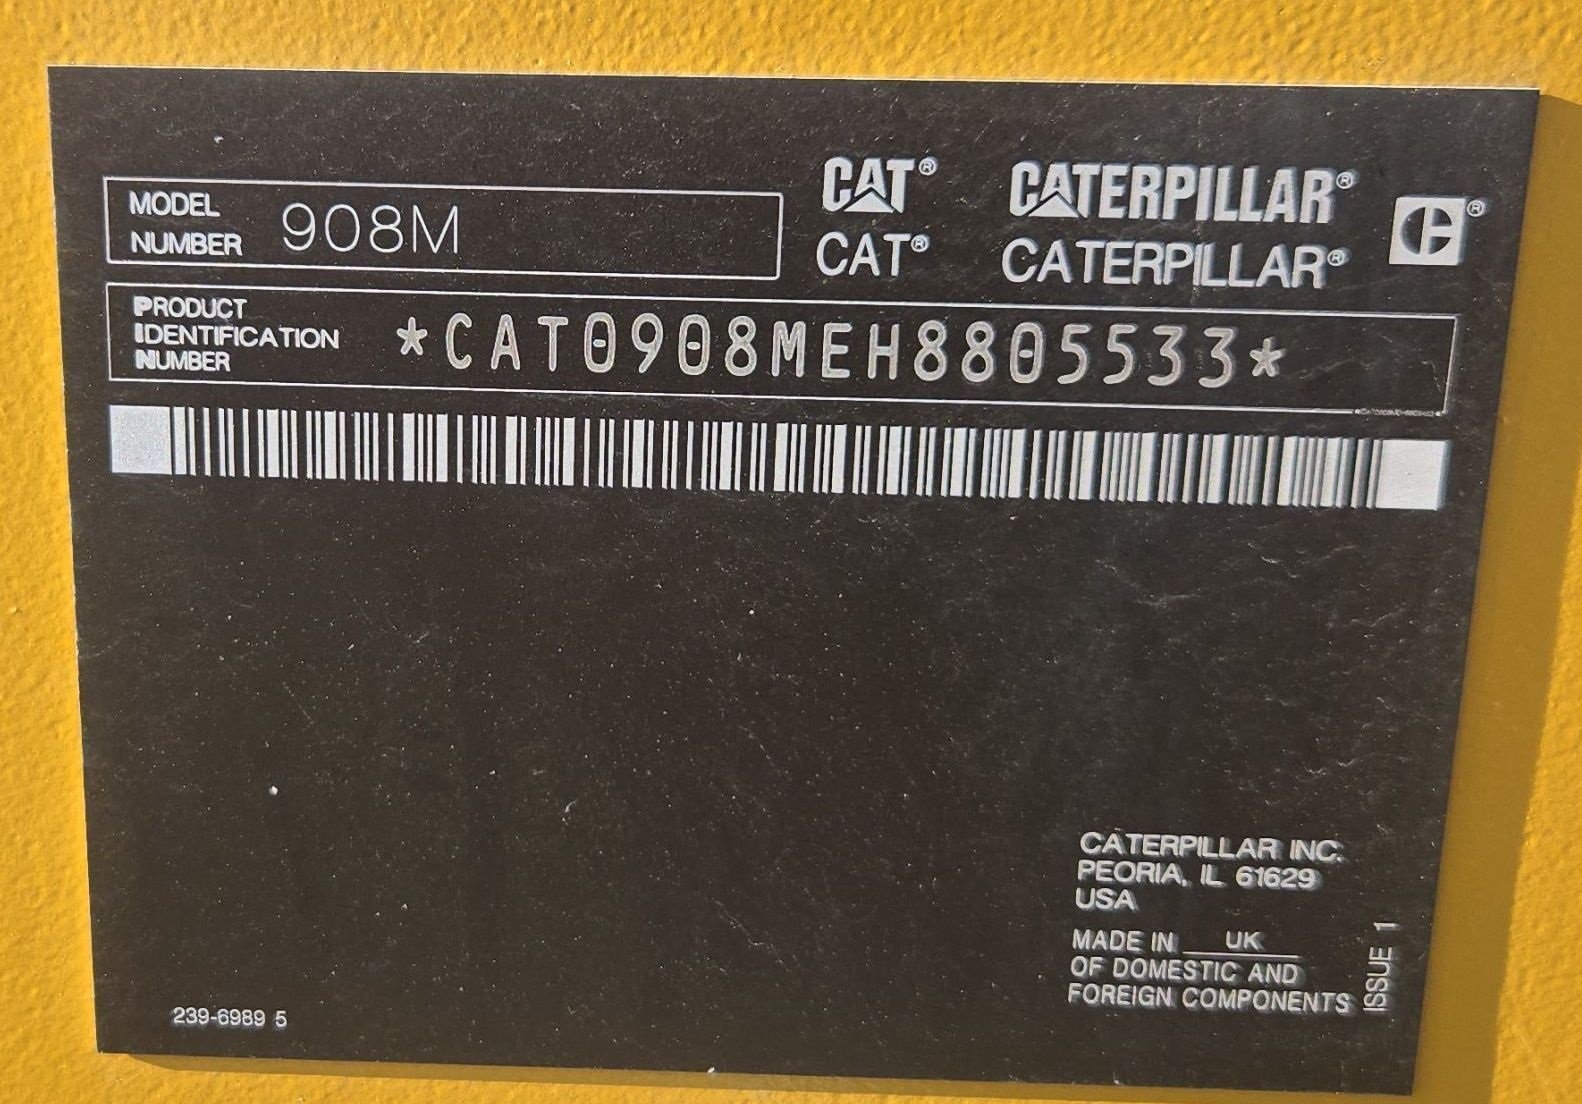 CAT® CATERPILLAR®
MODEL NUMBER 908M
CAT® CATERPILLAR®
PRODUCT
IDENTIFICATION
NUMBER
*CAT0908MEH8805533*
CATERPILLAR INC.
PEORIA, IL 61629
USA
MADE IN UK
OF DOMESTIC AND
FOREIGN COMPONENTS
ISSUE 1
239-6989 5